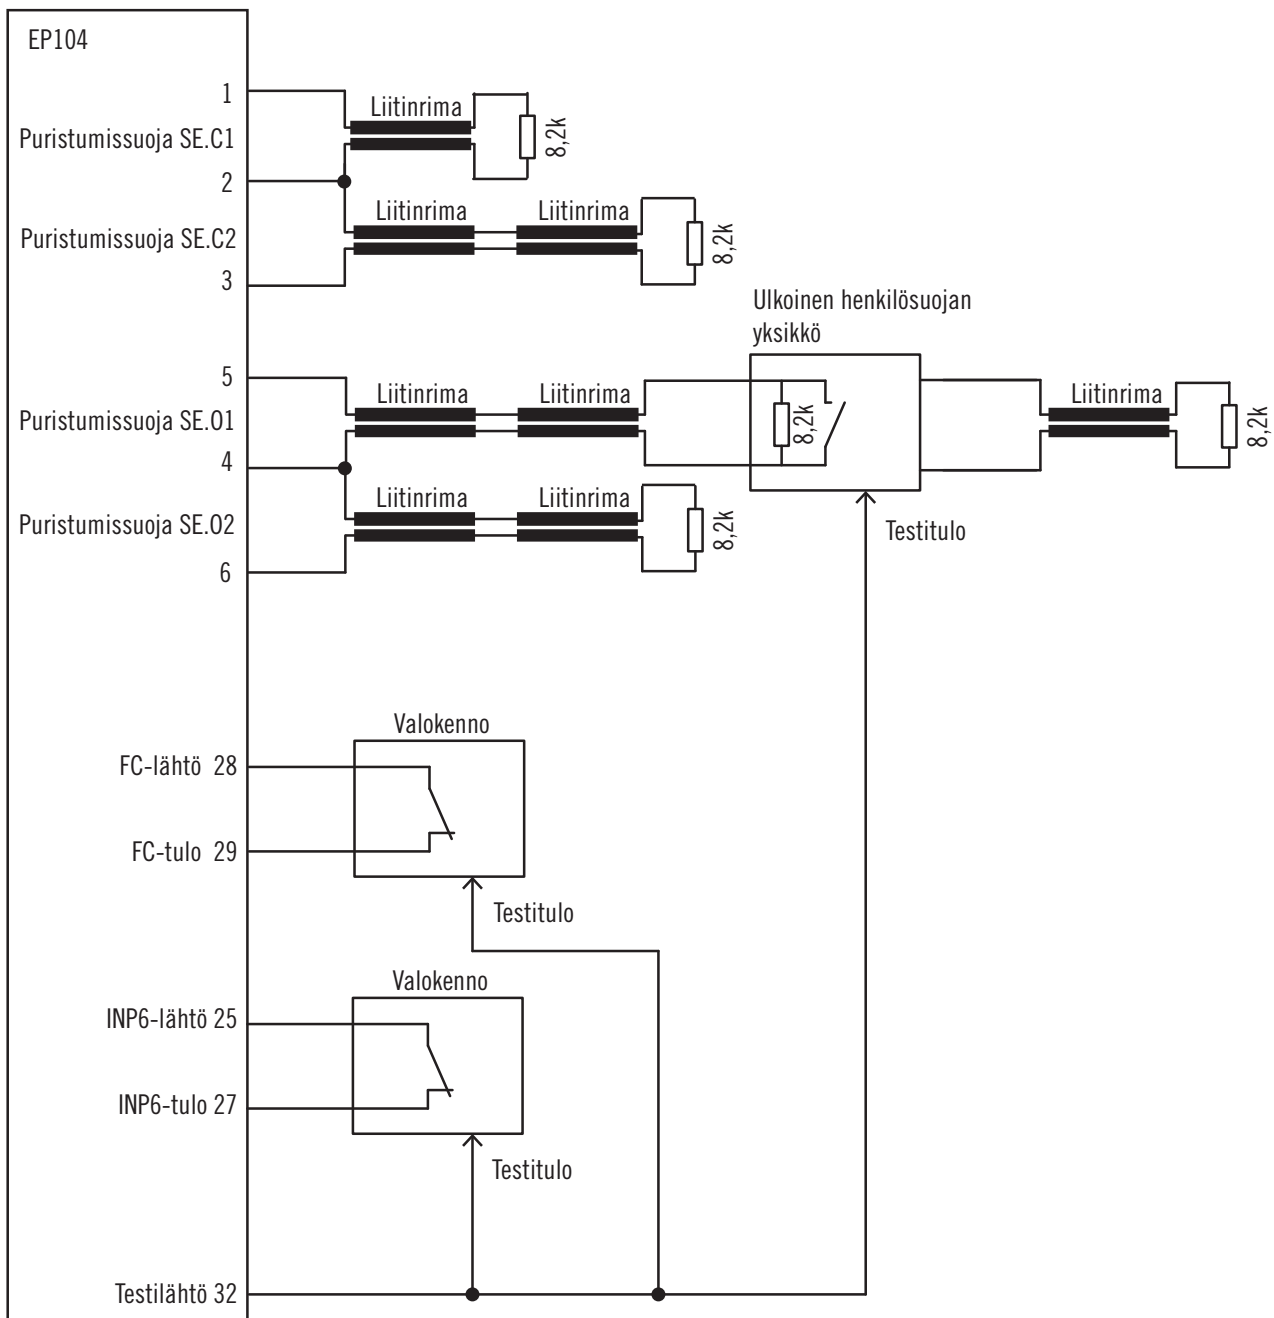 EP104
1
Liitinrima
8,2k
Puristumissuoja SE.C1
2
Liitinrima
Liitinrima
8,2k
Puristumissuoja SE.C2
3
Ulkoinen henkilösuojan
yksikkö
5
Liitinrima
Liitinrima
8,2k
Liitinrima
8,2k
Puristumissuoja SE.O1
4
Liitinrima
Liitinrima
8,2k
Puristumissuoja SE.O2
Testitulo
6
Valokenno
FC-lähtö 28
FC-tulo 29
Testitulo
Valokenno
INP6-lähtö 25
INP6-tulo 27
Testitulo
Testilähtö 32